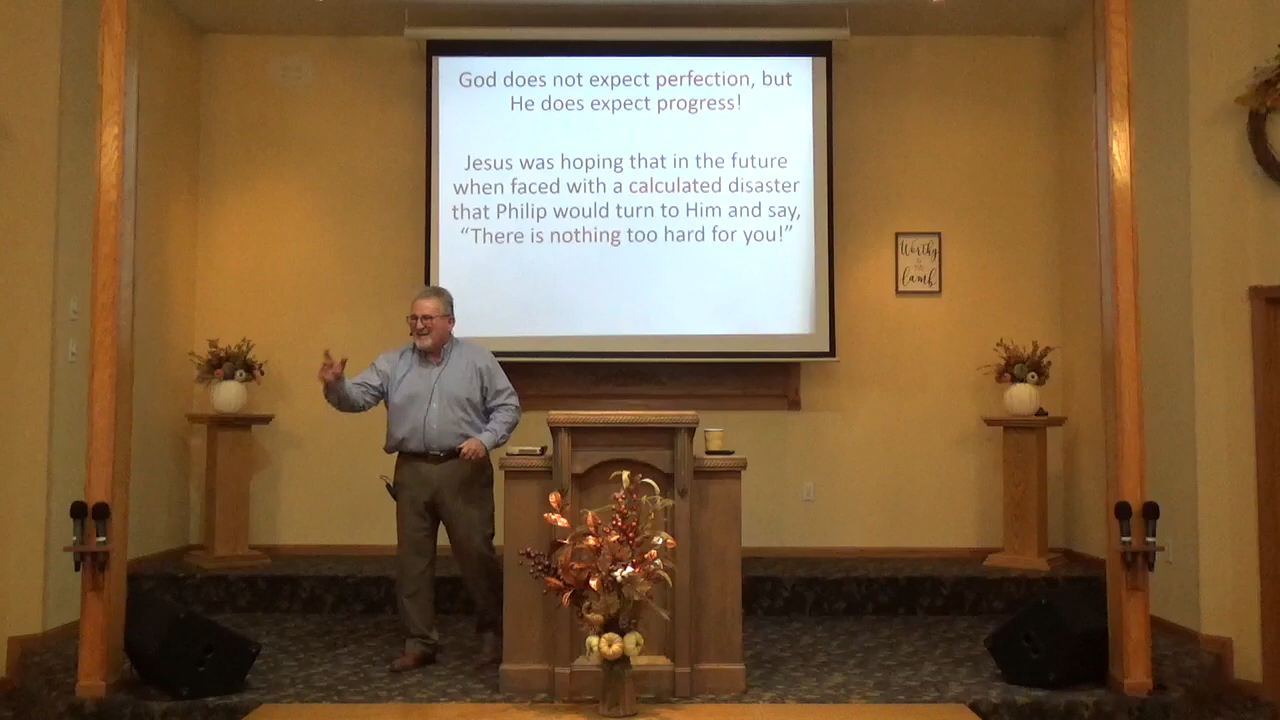 God does not expect perfection, but
He does expect progress!
Jesus was hoping that in the future
when faced with a calculated disaster
that Philip would turn to Him and say,
“There is nothing too hard for you!”
Worthy
Lamb